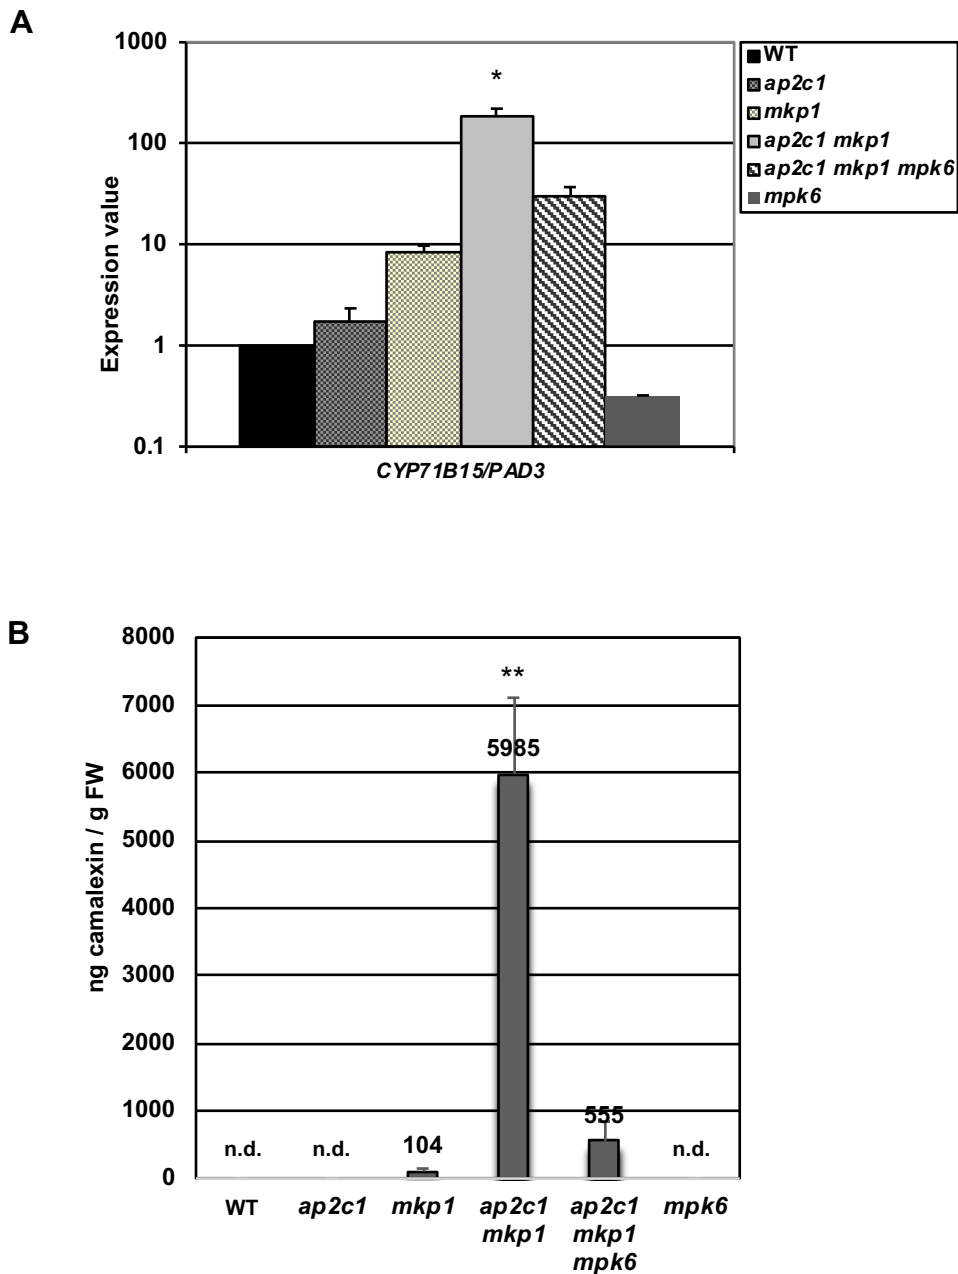 A
1000
100
10
1
0.1
Expression value
*
CYP71B15/PAD3
WT
ap2c1
mkp1
ap2c1 mkp1
ap2c1 mkp1 mpk6
mpk6
B
8000
7000
6000
5000
4000
3000
2000
1000
0
ng camalexin / g FW
**
5985
555
104
n.d.
n.d.
n.d.
WT
ap2c1
mkp1
ap2c1
mkp1
ap2c1
mkp1
mpk6
mpk6